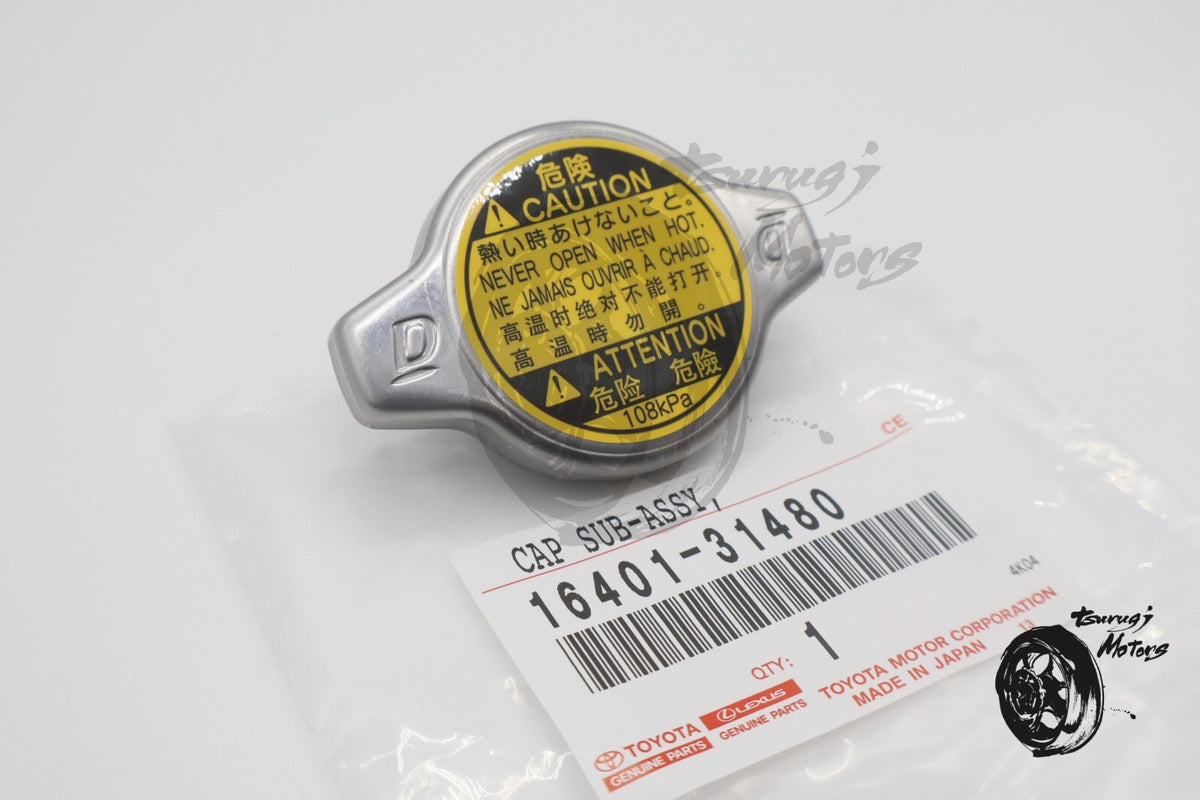 危険
CAUTION
熱い時あけないこと。
NEVER OPEN WHEN HOT.
NE JAMAIS OUVRIR À CHAUD.
高温时绝对不能打开。
高温時勿開。
ATTENTION
危险 危險
108kPa
D
D
tsurugi
Motors
CE
CAP SUB-ASSY,
16401-31480
4K04
QTY: 1
TOYOTA MOTOR CORPORATION
MADE IN JAPAN 11
TOYOTA
GENUINE PARTS
LEXUS
GENUINE PARTS
tsurugi
Motors